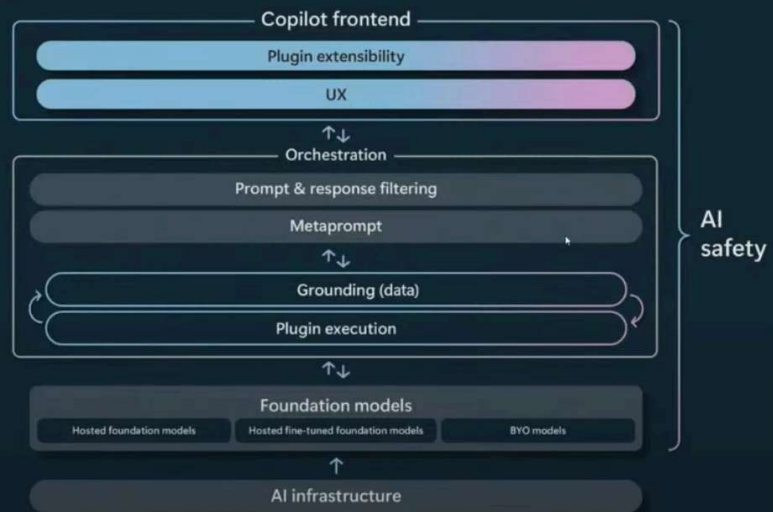 Copilot frontend
Plugin extensibility
UX
Orchestration
Prompt & response filtering
Metaprompt
AI
safety
Grounding (data)
Plugin execution
Foundation models
Hosted foundation models
Hosted fine-tuned foundation models
BYO models
AI infrastructure